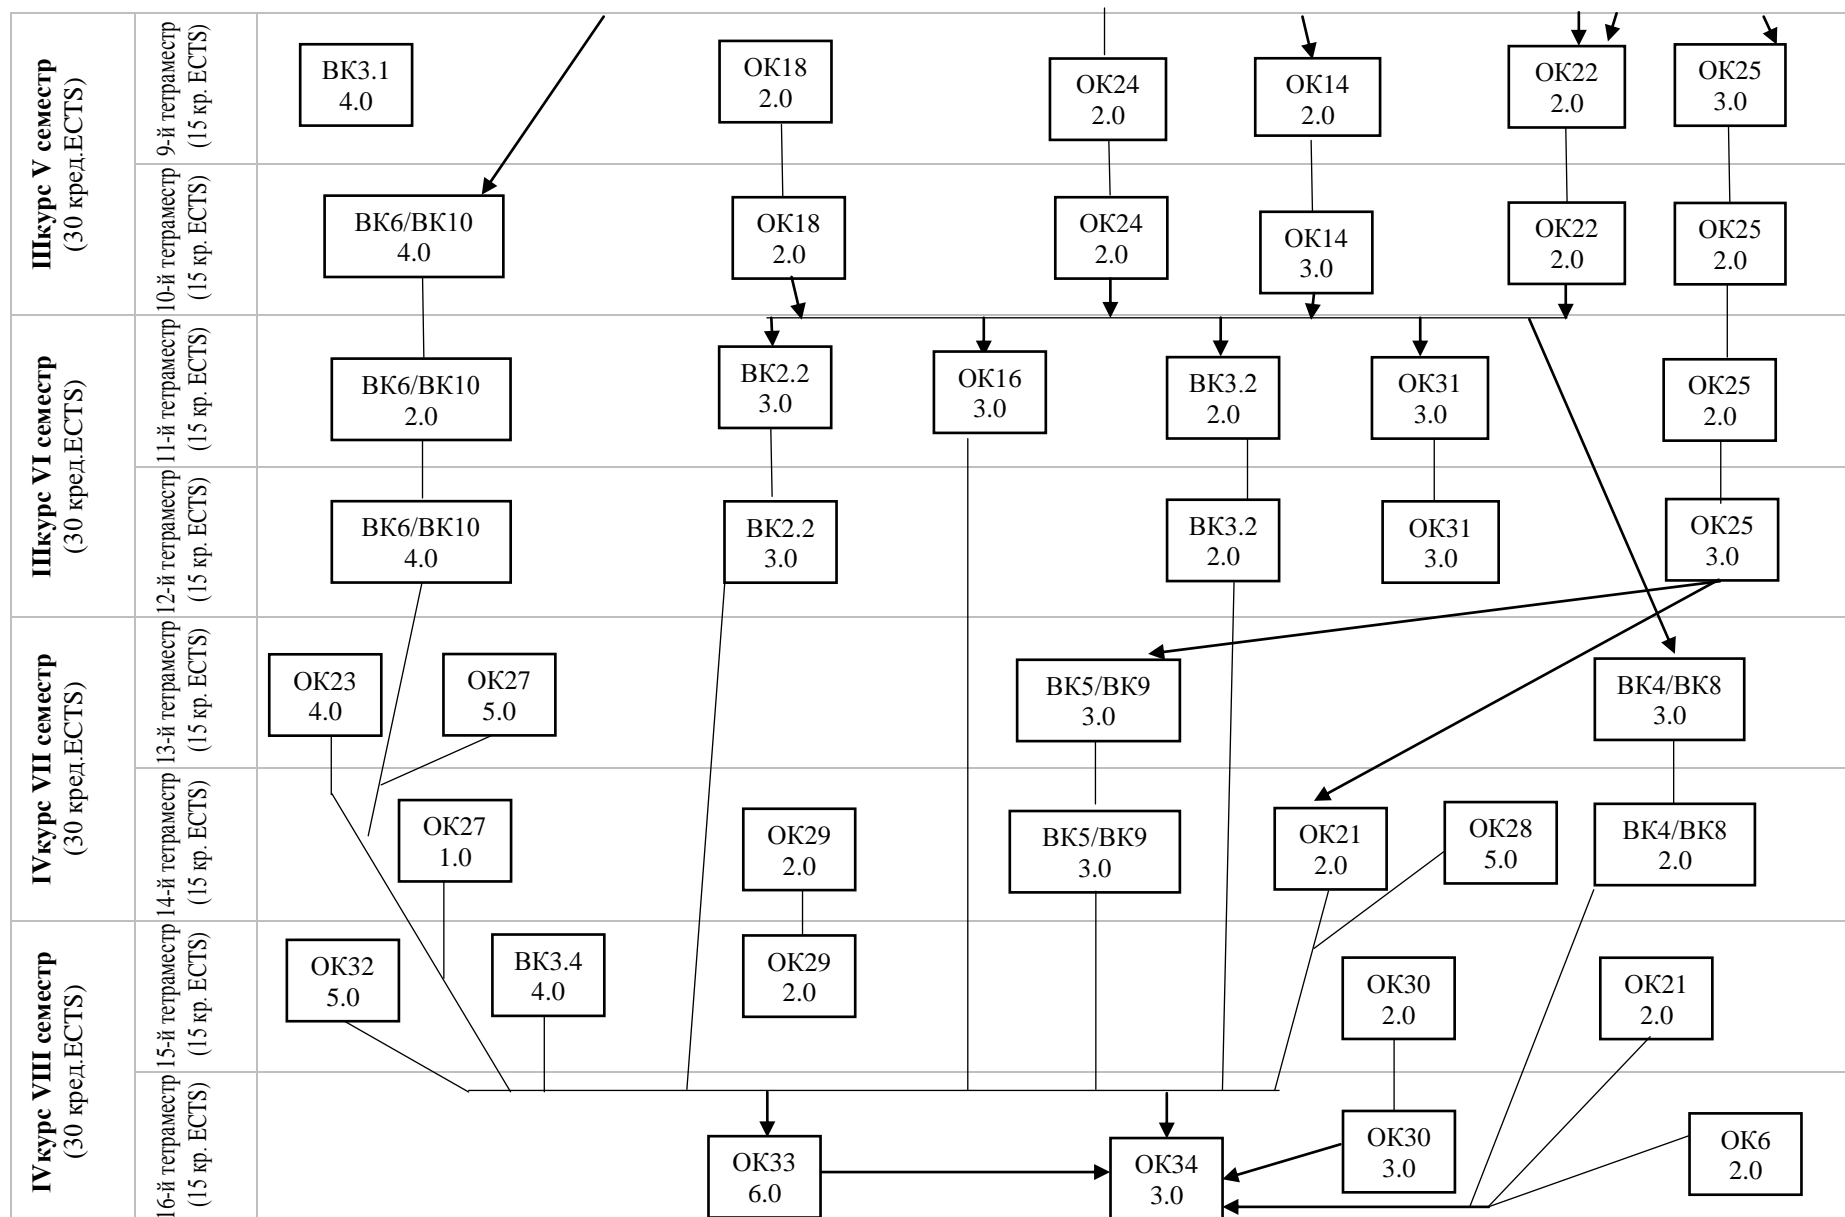 IIIкурс V семестр
(30 кред.ECTS)
9-й тетраместр
(15 кр. ECTS)
ВК3.1
4.0
ОК18
2.0
ОК24
2.0
ОК14
2.0
ОК22
2.0
ОК25
3.0
10-й тетраместр
(15 кр. ECTS)
ВК6/ВК10
4.0
ОК18
2.0
ОК24
2.0
ОК14
3.0
ОК22
2.0
ОК25
2.0
IIIкурс VI семестр
(30 кред.ECTS)
11-й тетраместр
(15 кр. ECTS)
ВК6/ВК10
2.0
ВК2.2
3.0
ОК16
3.0
ВК3.2
2.0
ОК31
3.0
ОК25
2.0
12-й тетраместр
(15 кр. ECTS)
ВК6/ВК10
4.0
ВК2.2
3.0
ВК3.2
2.0
ОК31
3.0
ОК25
3.0
IVкурс VII семестр
(30 кред.ECTS)
13-й тетраместр
(15 кр. ECTS)
ОК23
4.0
ОК27
5.0
ВК5/ВК9
3.0
ВК4/ВК8
3.0
14-й тетраместр
(15 кр. ECTS)
ОК27
1.0
ОК29
2.0
ВК5/ВК9
3.0
ОК21
2.0
ОК28
5.0
ВК4/ВК8
2.0
IVкурс VIII семестр
(30 кред.ECTS)
15-й тетраместр
(15 кр. ECTS)
ОК32
5.0
ВК3.4
4.0
ОК29
2.0
ОК30
2.0
ОК21
2.0
16-й тетраместр
(15 кр. ECTS)
ОК33
6.0
ОК34
3.0
ОК30
3.0
ОК6
2.0